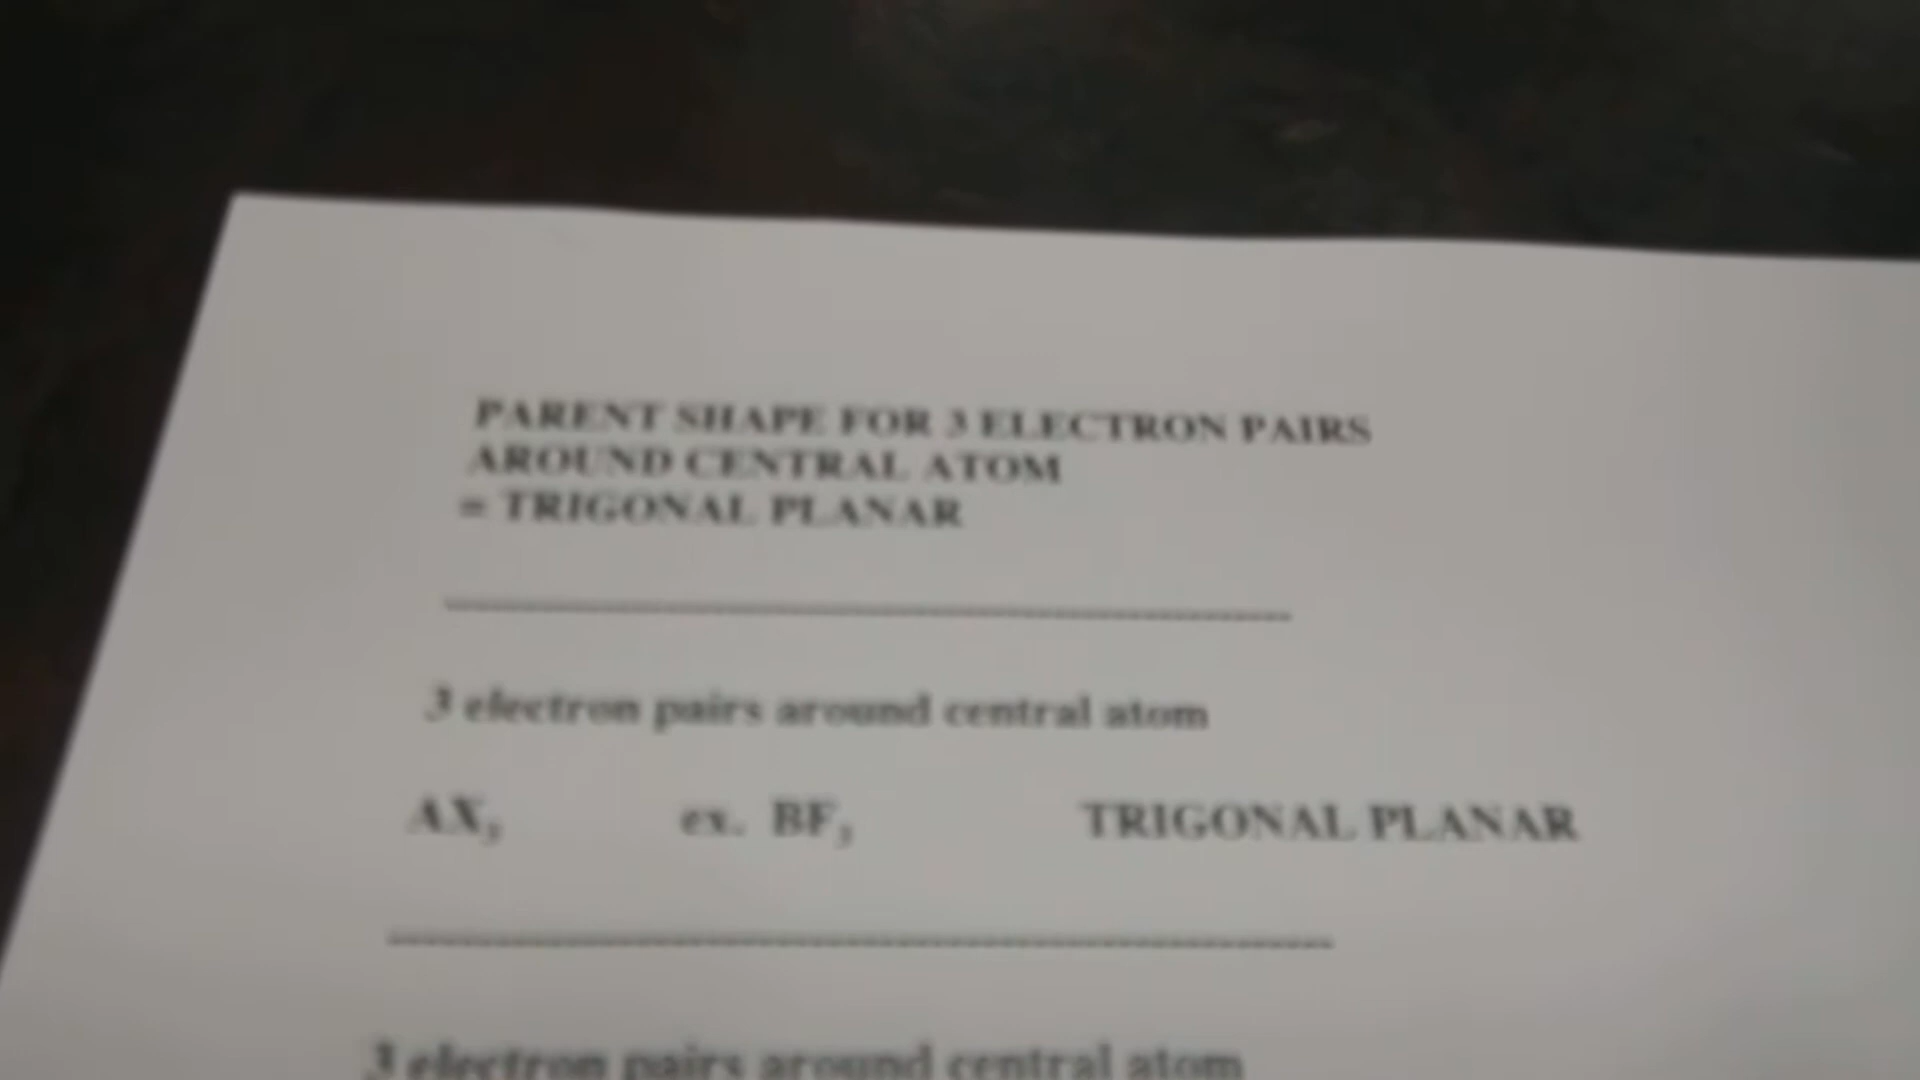 PARENT SHAPE FOR 3 ELECTRON PAIRS
AROUND CENTRAL ATOM
= TRIGONAL PLANAR
3 electron pairs around central atom
AX₃ ex. BF₃ TRIGONAL PLANAR
3 electron pairs around central atom